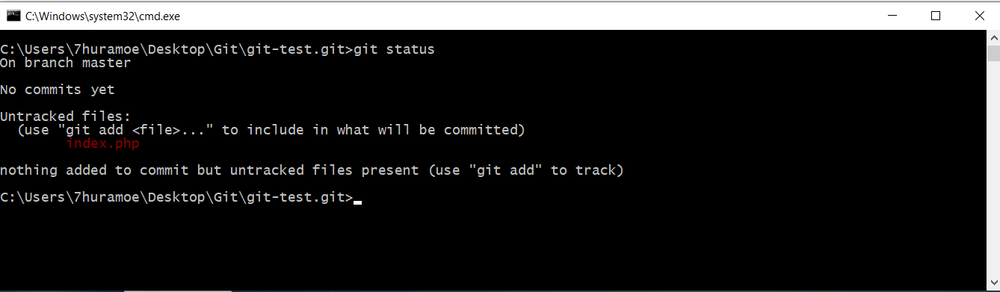 C:\Windows\system32\cmd.exe
C:\Users\7huramoe\Desktop\Git\git-test.git>git status
On branch master
No commits yet
Untracked files:
  (use "git add <file>..." to include in what will be committed)
        index.php
nothing added to commit but untracked files present (use "git add" to track)
C:\Users\7huramoe\Desktop\Git\git-test.git>